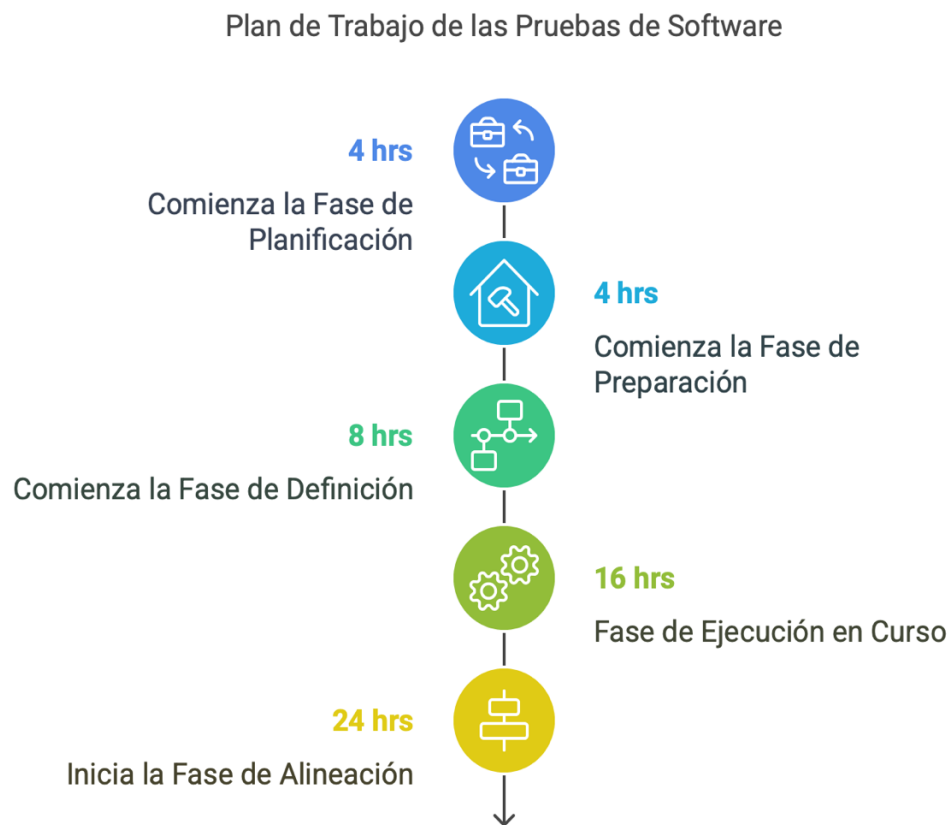 Plan de Trabajo de las Pruebas de Software
4 hrs
Comienza la Fase de
Planificación
4 hrs
Comienza la Fase de
Preparación
8 hrs
Comienza la Fase de Definición
16 hrs
Fase de Ejecución en Curso
24 hrs
Inicia la Fase de Alineación